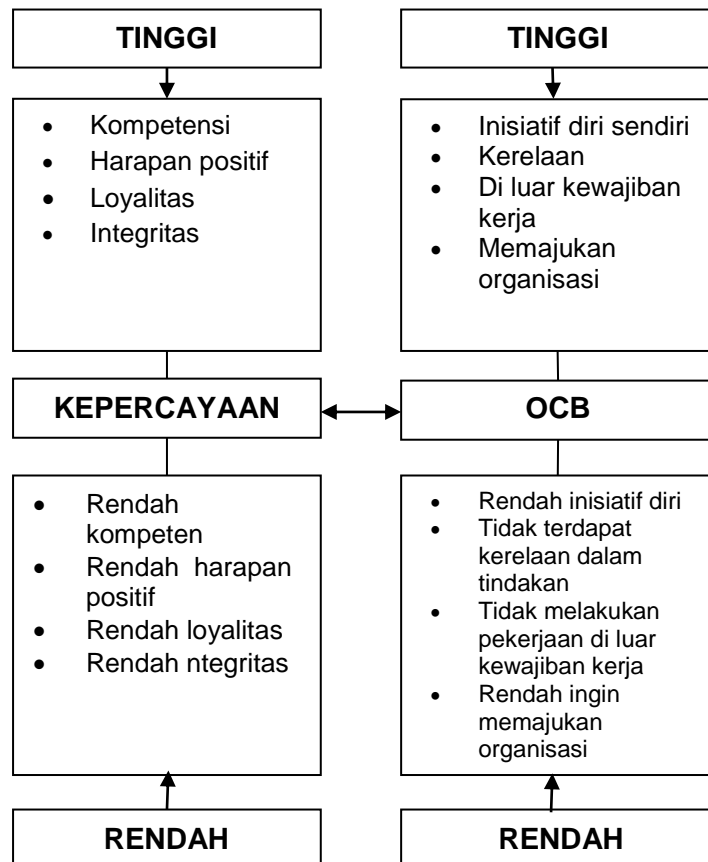 TINGGI
• Kompetensi
• Harapan positif
• Loyalitas
• Integritas
KEPERCAYAAN
• Rendah
kompeten
• Rendah harapan
positif
• Rendah loyalitas
• Rendah ntegritas
RENDAH
TINGGI
• Inisiatif diri sendiri
• Kerelaan
• Di luar kewajiban
kerja
• Memajukan
organisasi
OCB
• Rendah inisiatif diri
• Tidak terdapat
kerelaan dalam
tindakan
• Tidak melakukan
pekerjaan di luar
kewajiban kerja
• Rendah ingin
memajukan
organisasi
RENDAH